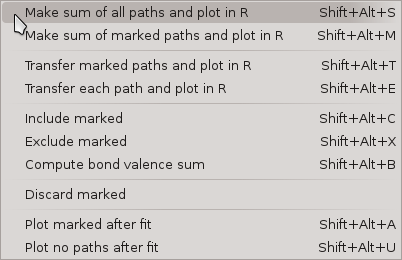 Make sum of all paths and plot in R Shift+Alt+S
Make sum of marked paths and plot in R Shift+Alt+M
Transfer marked paths and plot in R Shift+Alt+T
Transfer each path and plot in R Shift+Alt+E
Include marked Shift+Alt+C
Exclude marked Shift+Alt+X
Compute bond valence sum Shift+Alt+B
Discard marked
Plot marked after fit Shift+Alt+A
Plot no paths after fit Shift+Alt+U